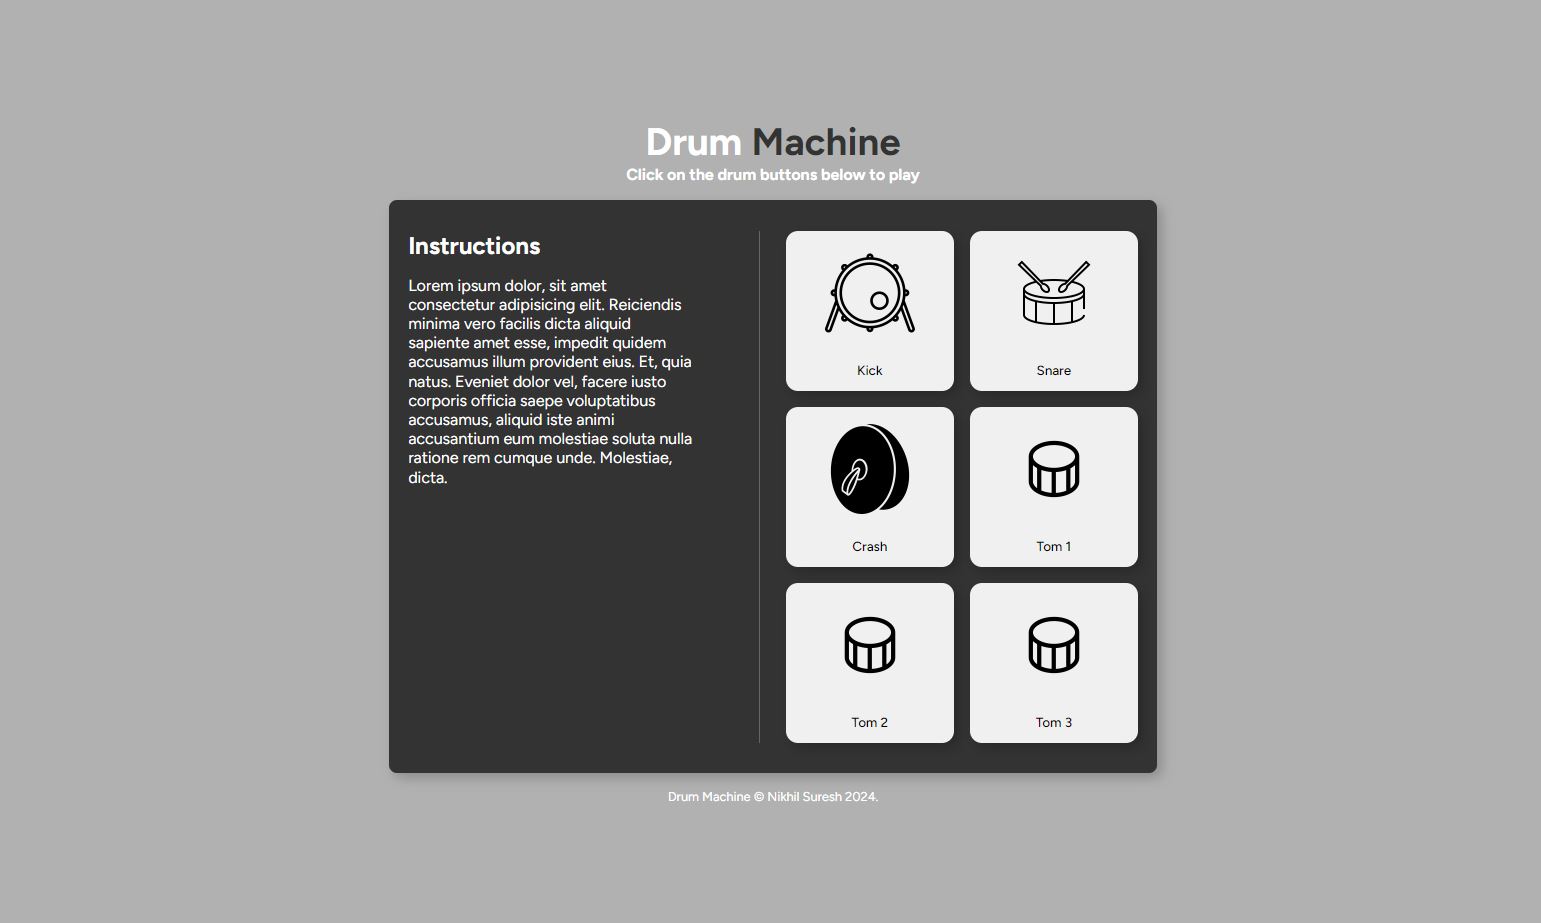 Drum Machine
Click on the drum buttons below to play
Instructions
Lorem ipsum dolor, sit amet
consectetur adipisicing elit. Reiciendis
minima vero facilis dicta aliquid
sapiente amet esse, impedit quidem
accusamus illum provident eius. Et, quia
natus. Eveniet dolor vel, facere iusto
corporis officia saepe voluptatibus
accusamus, aliquid iste animi
accusantium eum molestiae soluta nulla
ratione rem cumque unde. Molestiae,
dicta.
Kick
Snare
Crash
Tom 1
Tom 2
Tom 3
Drum Machine © Nikhil Suresh 2024.